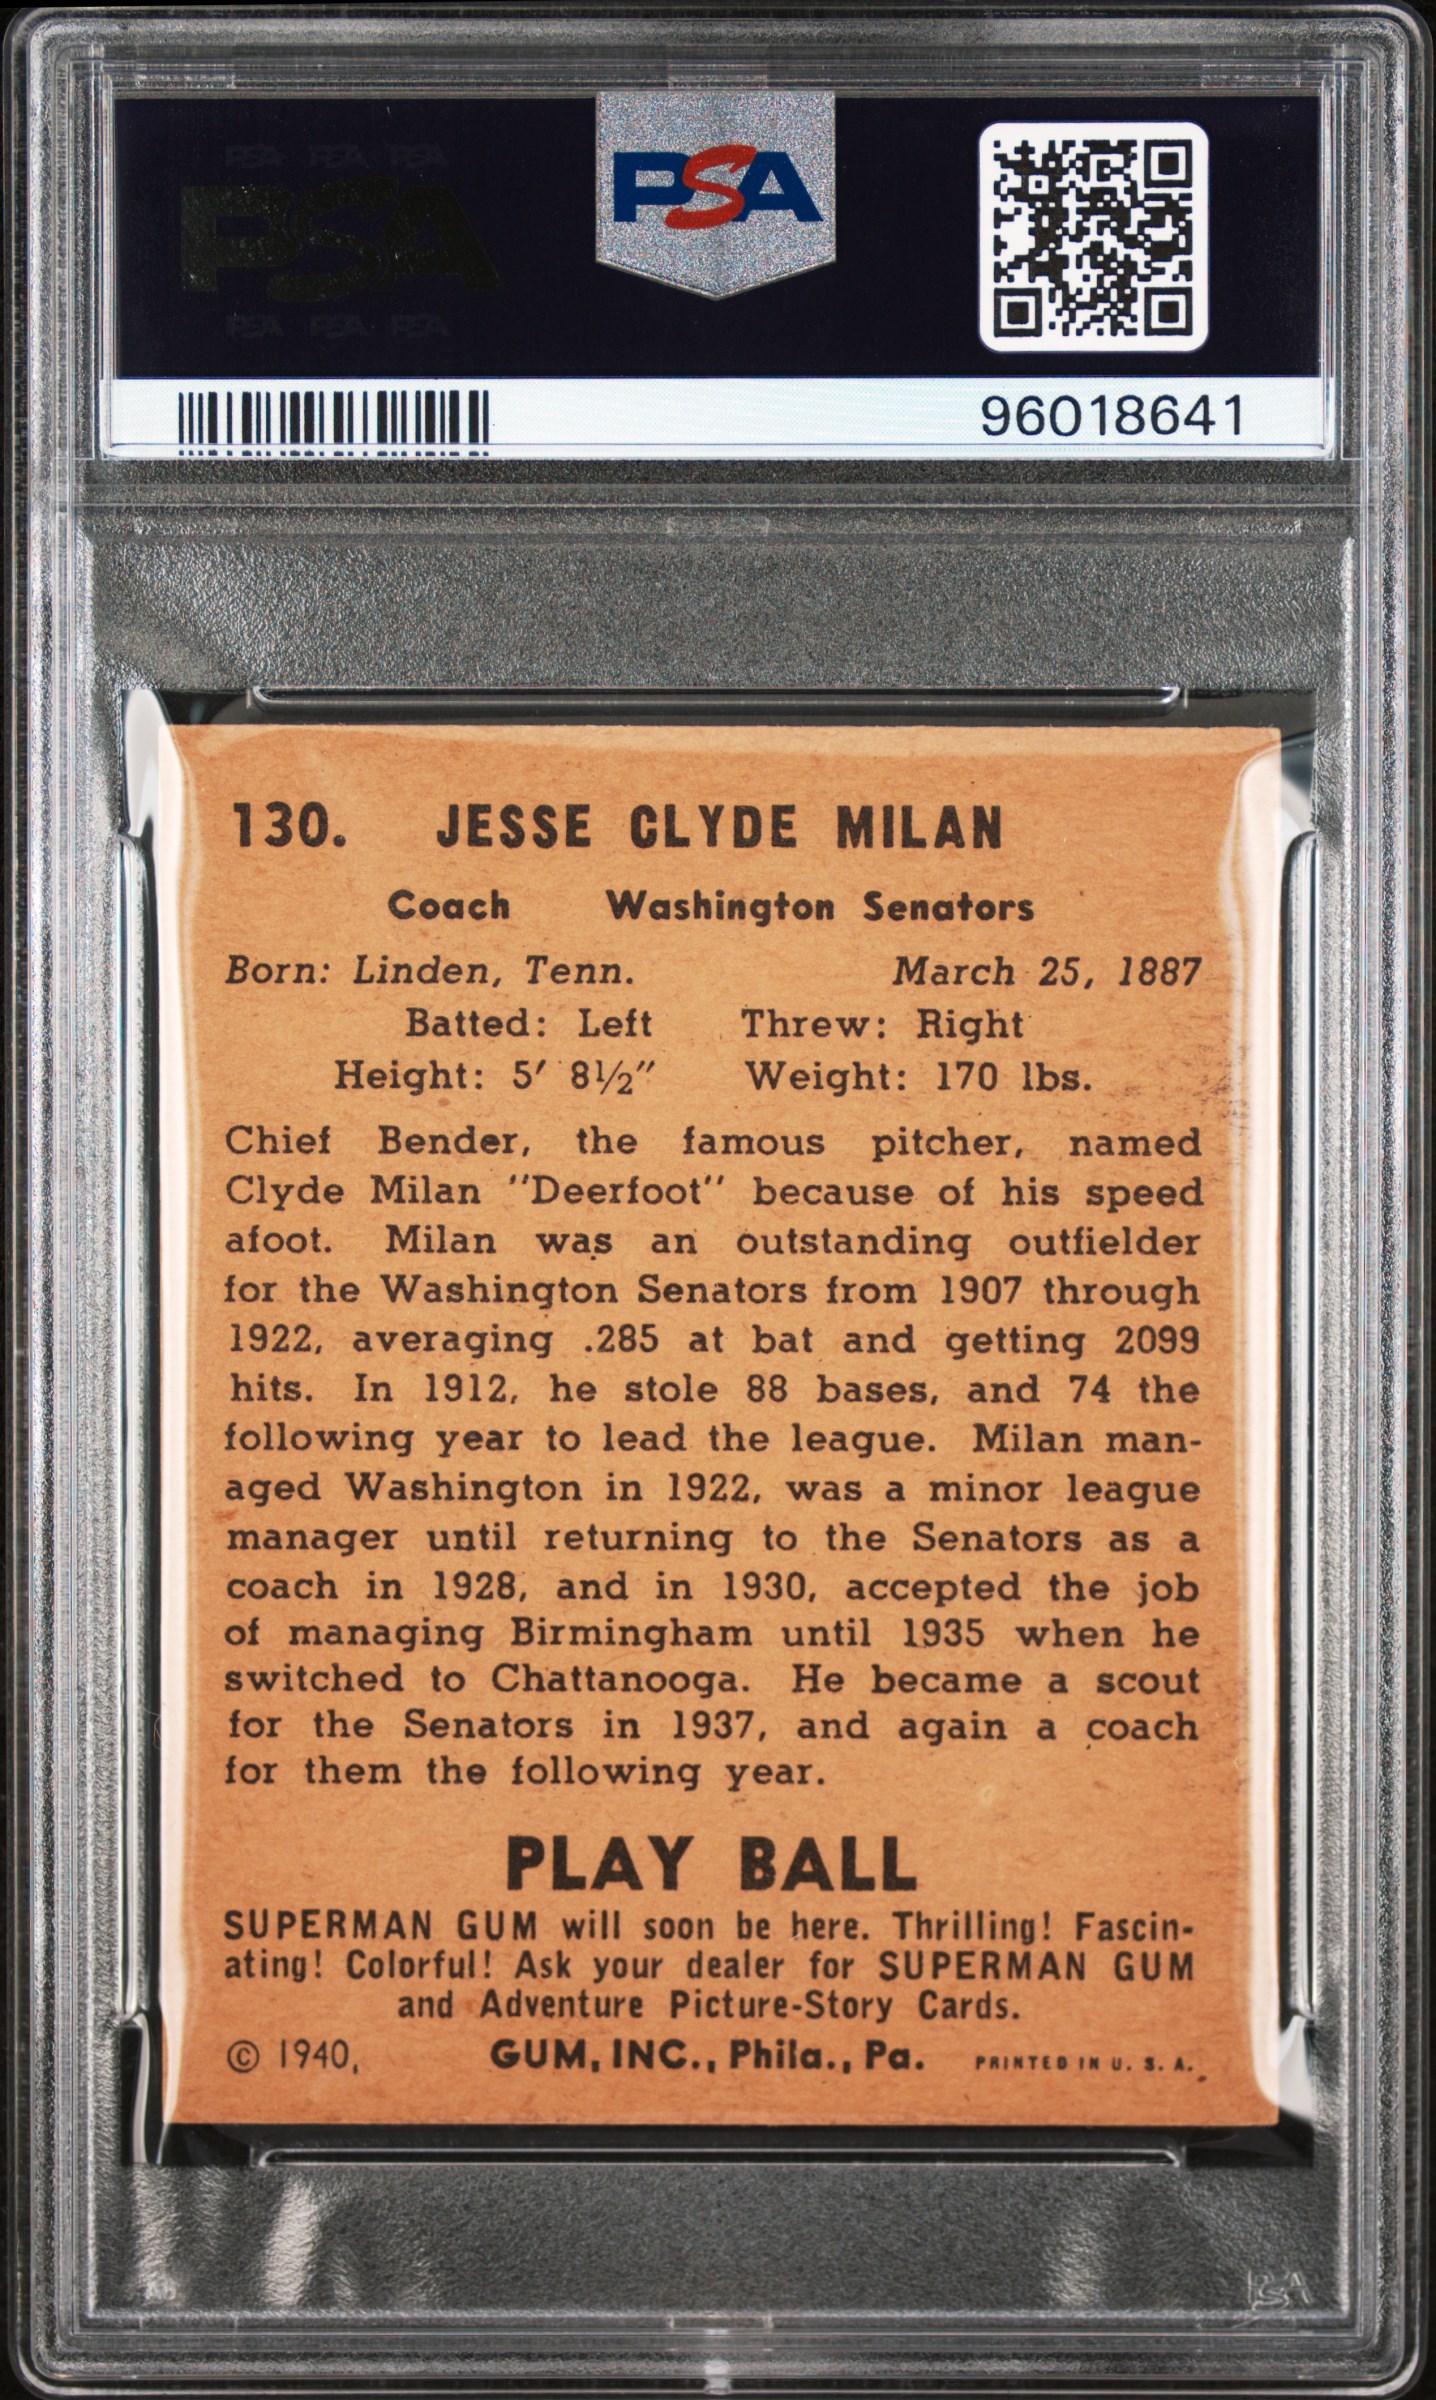 PSA PSA PSA
PSA
PSA PSA PSA
PSA
96018641
130. JESSE CLYDE MILAN
Coach Washington Senators
Born: Linden, Tenn. March 25, 1887
Batted: Left Threw: Right
Height: 5' 8½" Weight: 170 lbs.
Chief Bender, the famous pitcher, named
Clyde Milan "Deerfoot" because of his speed
afoot. Milan was an outstanding outfielder
for the Washington Senators from 1907 through
1922, averaging .285 at bat and getting 2099
hits. In 1912, he stole 88 bases, and 74 the
following year to lead the league. Milan man-
aged Washington in 1922, was a minor league
manager until returning to the Senators as a
coach in 1928, and in 1930, accepted the job
of managing Birmingham until 1935 when he
switched to Chattanooga. He became a scout
for the Senators in 1937, and again a coach
for them the following year.
PLAY BALL
SUPERMAN GUM will soon be here. Thrilling! Fascin-
ating! Colorful! Ask your dealer for SUPERMAN GUM
and Adventure Picture-Story Cards.
© 1940, GUM, INC., Phila., Pa. PRINTED IN U. S. A.
PSA